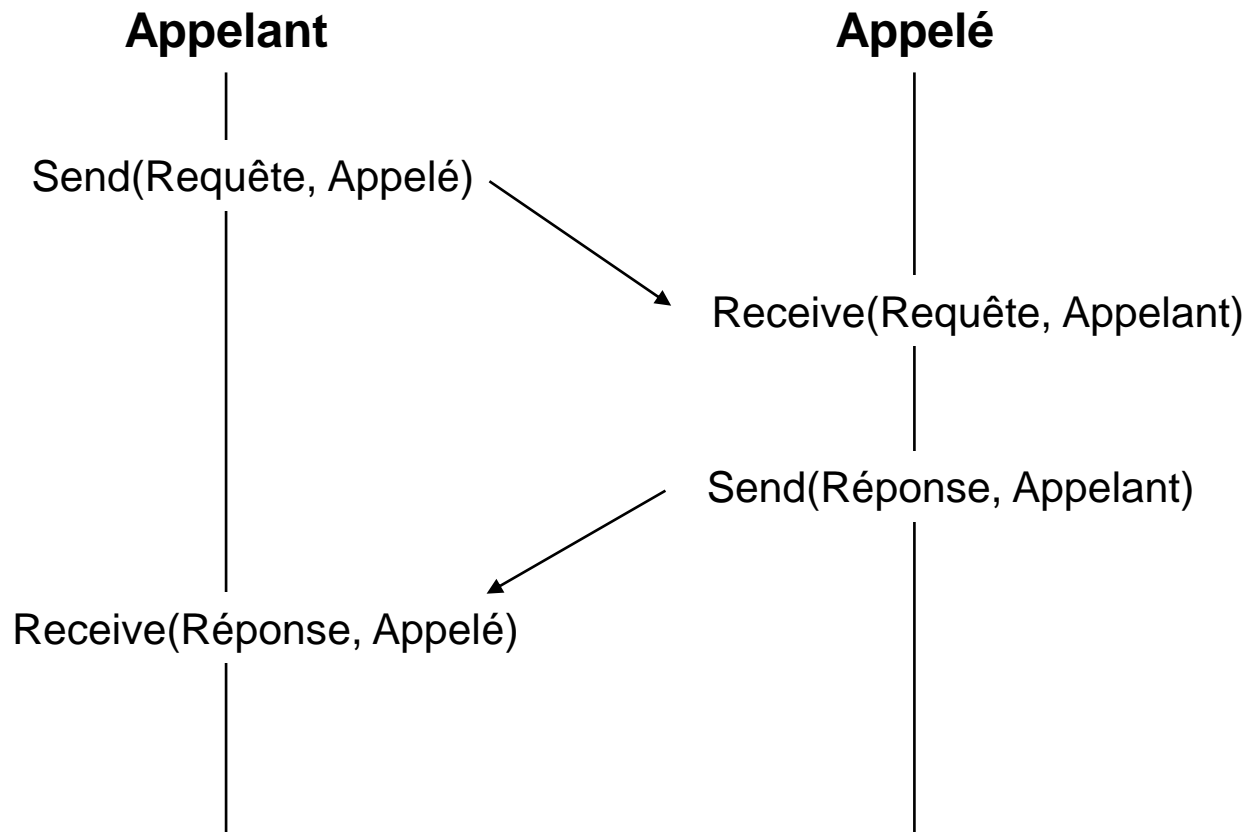 Appelant
Appelé
Send(Requête, Appelé)
Receive(Requête, Appelant)
Send(Réponse, Appelant)
Receive(Réponse, Appelé)